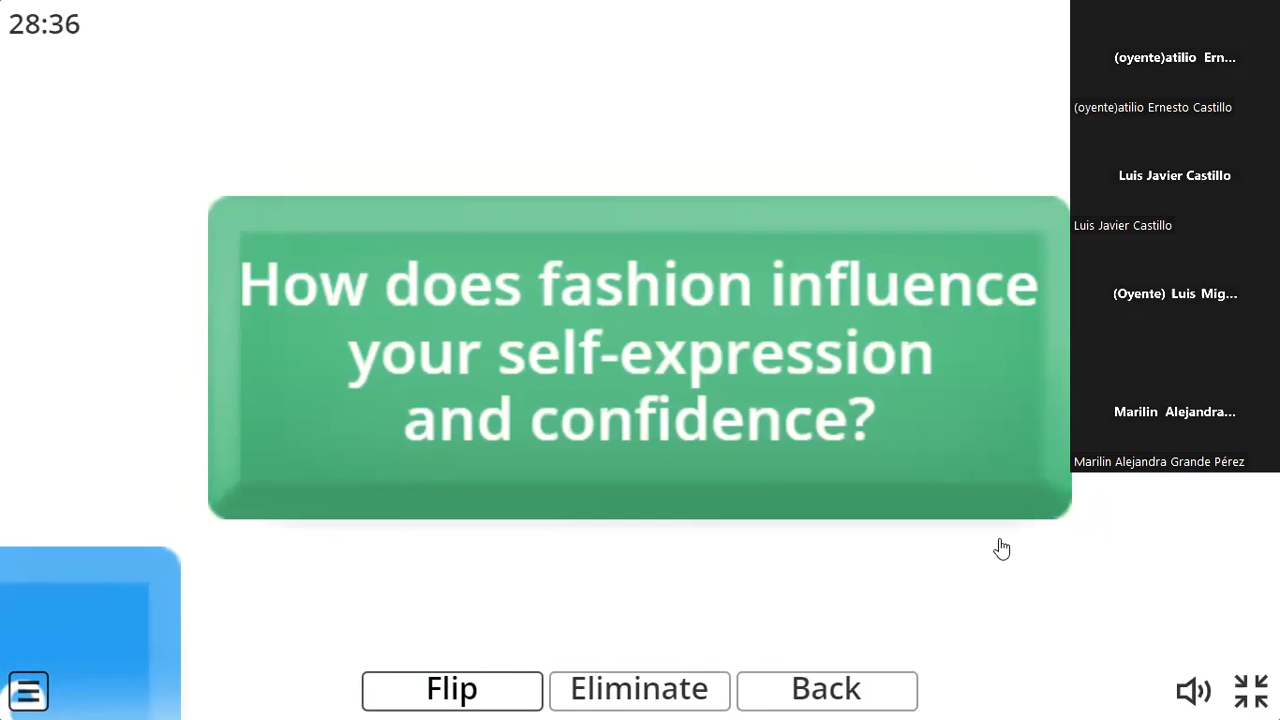 28:36
(oyente)atilio Ern...
(oyente)atilio Ernesto Castillo
Luis Javier Castillo
Luis Javier Castillo
(Oyente) Luis Mig...
Marilin Alejandra...
Marilin Alejandra Grande Pérez
How does fashion influence
your self-expression
and confidence?
Flip
Eliminate
Back